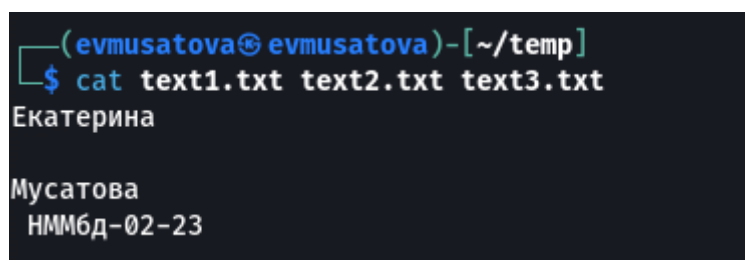 ┌──(evmusatova㉿evmusatova)-[~/temp]
└─$ cat text1.txt text2.txt text3.txt
Екатерина

Мусатова
 НММбд-02-23